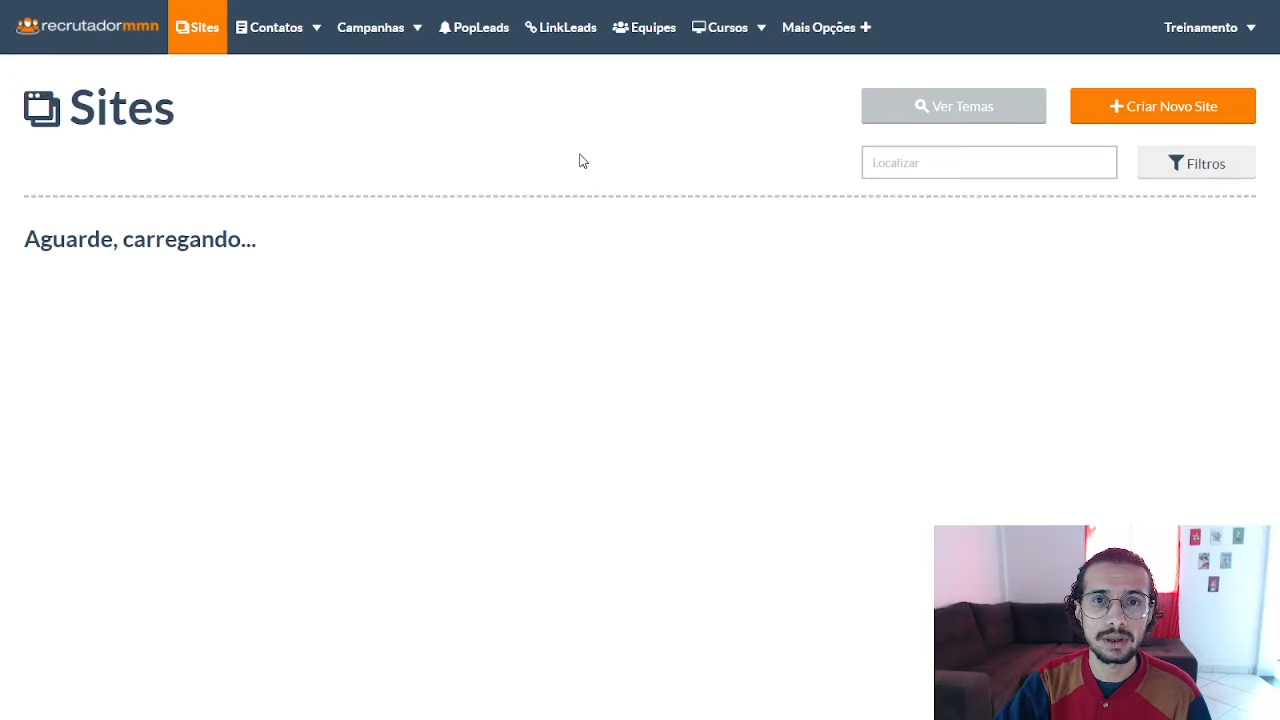 recrutadormmn Sites Contatos Campanhas PopLeads LinkLeads Equipes Cursos Mais Opções Treinamento
Sites
Ver Temas
Criar Novo Site
Localizar
Filtros
Aguarde, carregando...